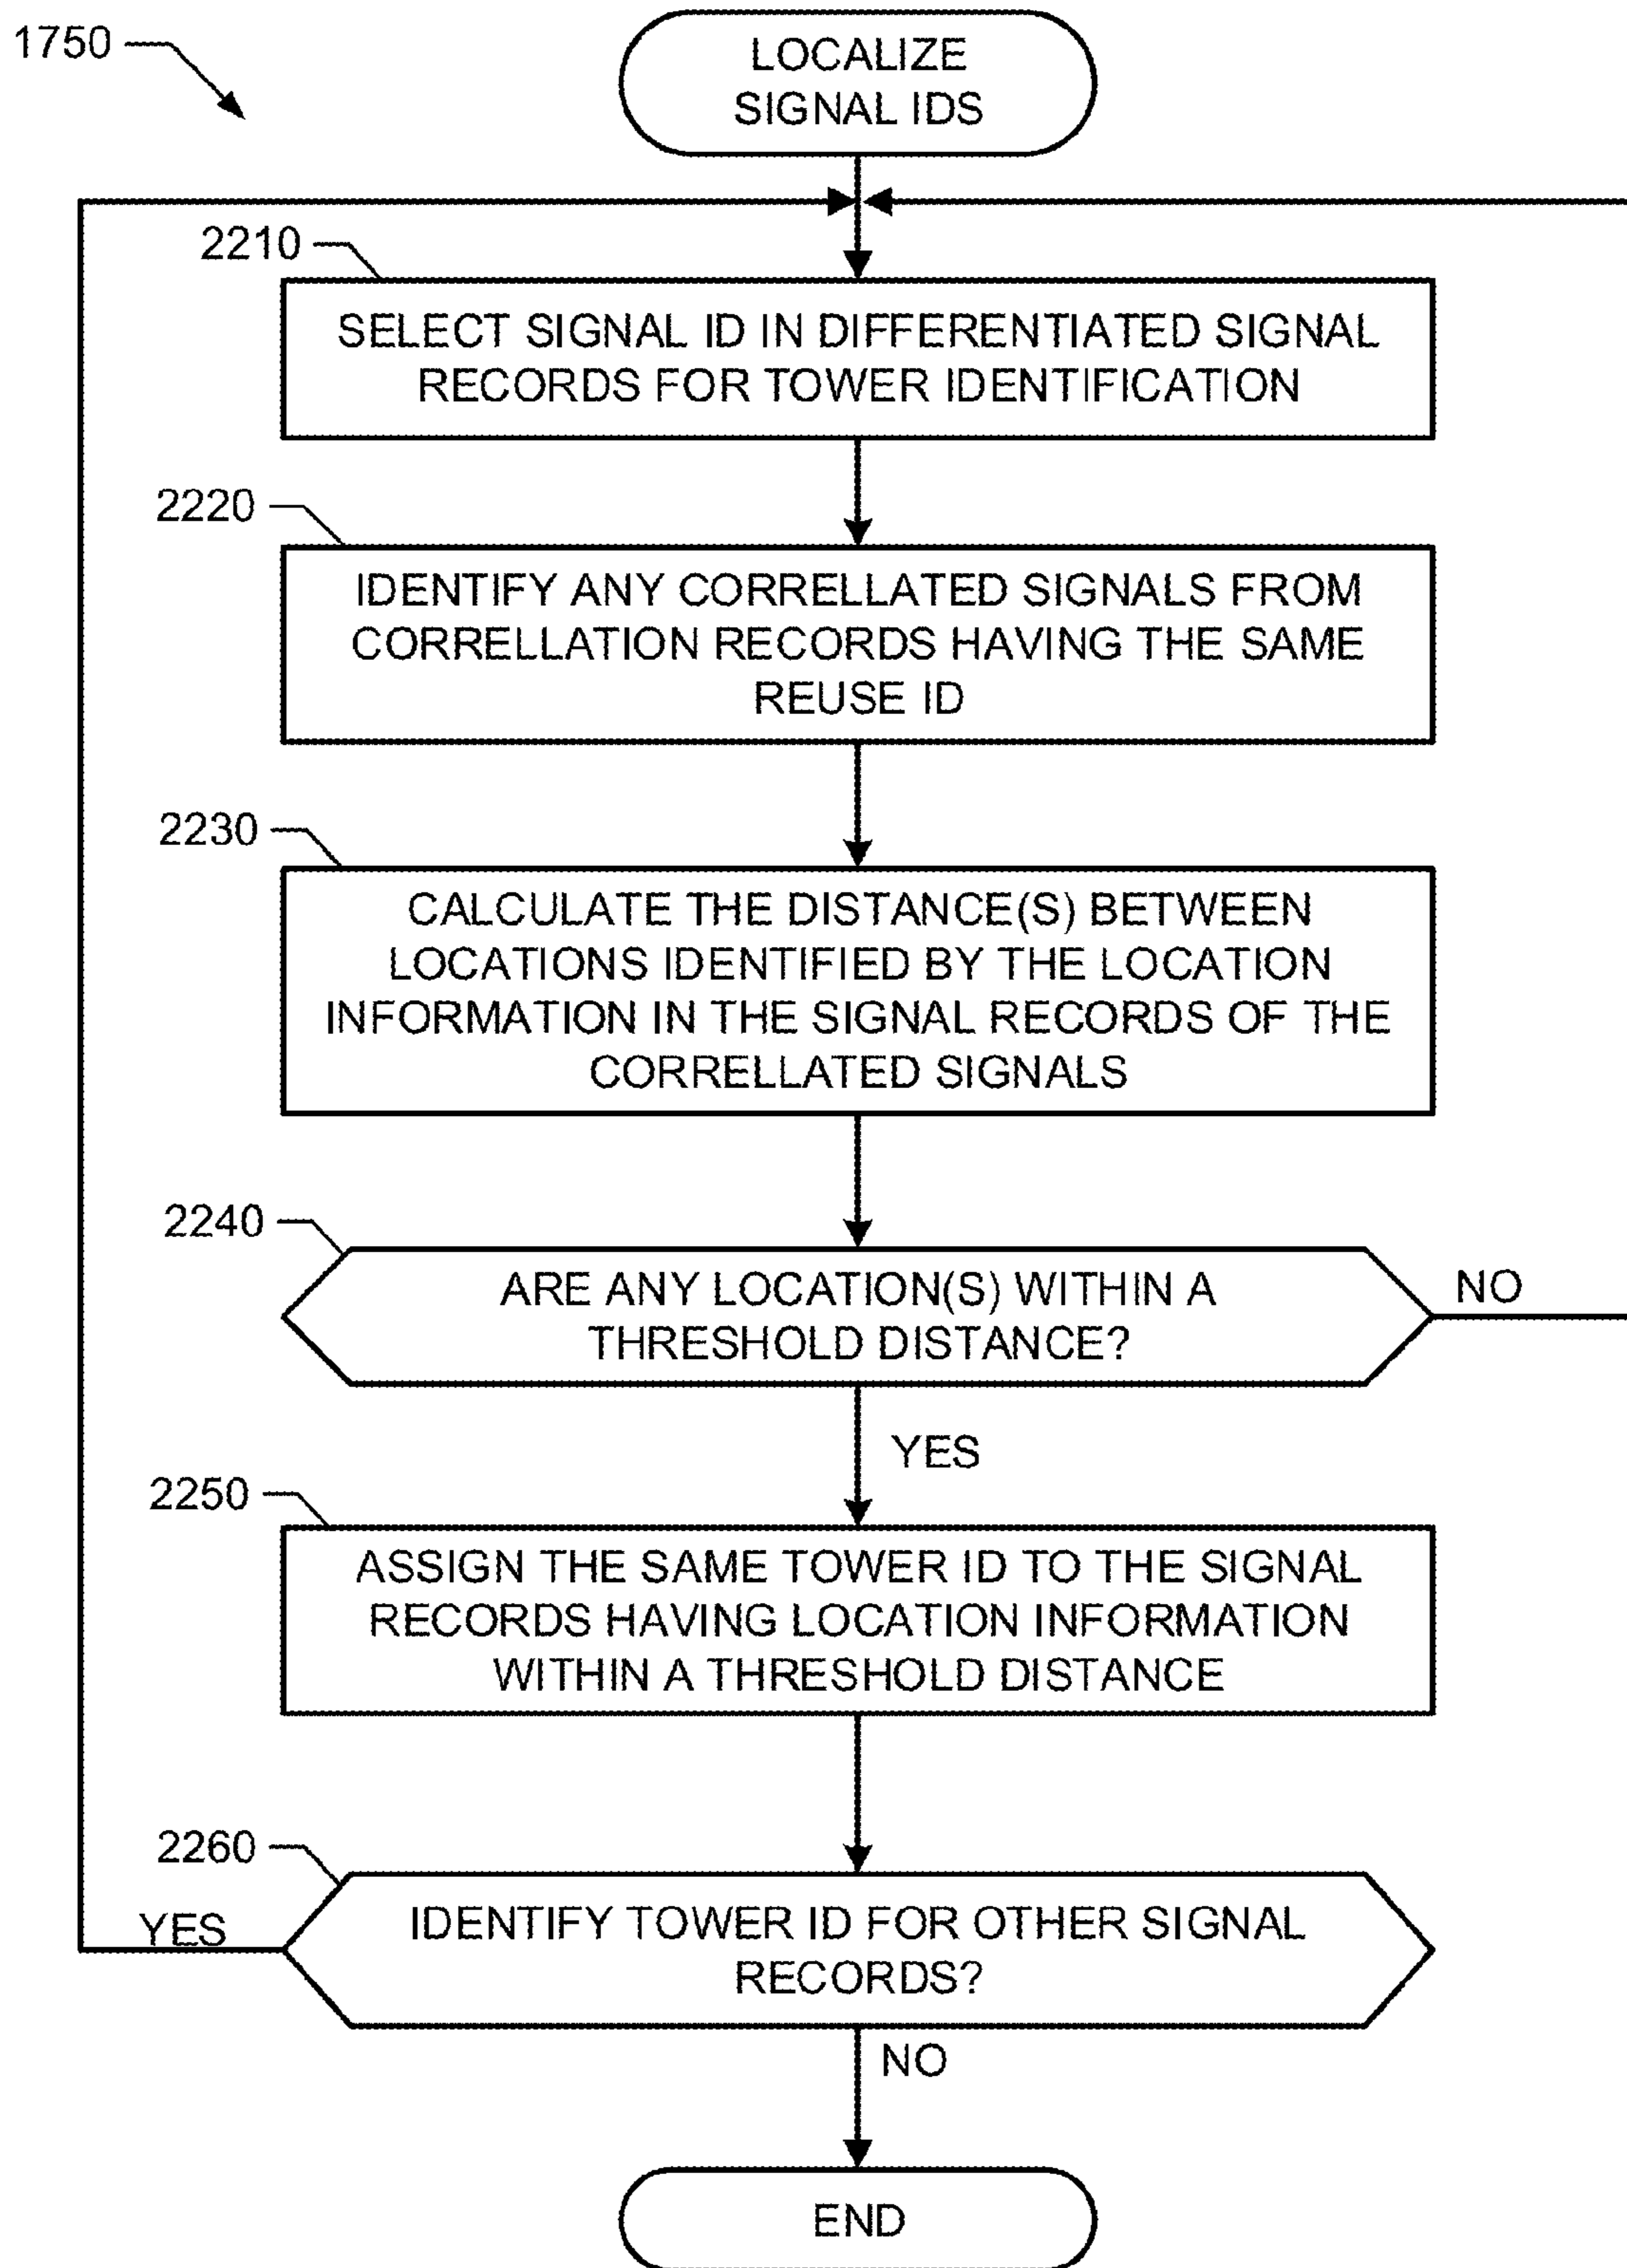 1750
LOCALIZE
SIGNAL IDS
2210
SELECT SIGNAL ID IN DIFFERENTIATED SIGNAL
RECORDS FOR TOWER IDENTIFICATION
2220
IDENTIFY ANY CORRELLATED SIGNALS FROM
CORRELLATION RECORDS HAVING THE SAME
REUSE ID
2230
CALCULATE THE DISTANCE(S) BETWEEN
LOCATIONS IDENTIFIED BY THE LOCATION
INFORMATION IN THE SIGNAL RECORDS OF THE
CORRELLATED SIGNALS
2240
ARE ANY LOCATION(S) WITHIN A
THRESHOLD DISTANCE?
NO
YES
2250
ASSIGN THE SAME TOWER ID TO THE SIGNAL
RECORDS HAVING LOCATION INFORMATION
WITHIN A THRESHOLD DISTANCE
2260
YES
IDENTIFY TOWER ID FOR OTHER SIGNAL
RECORDS?
NO
END